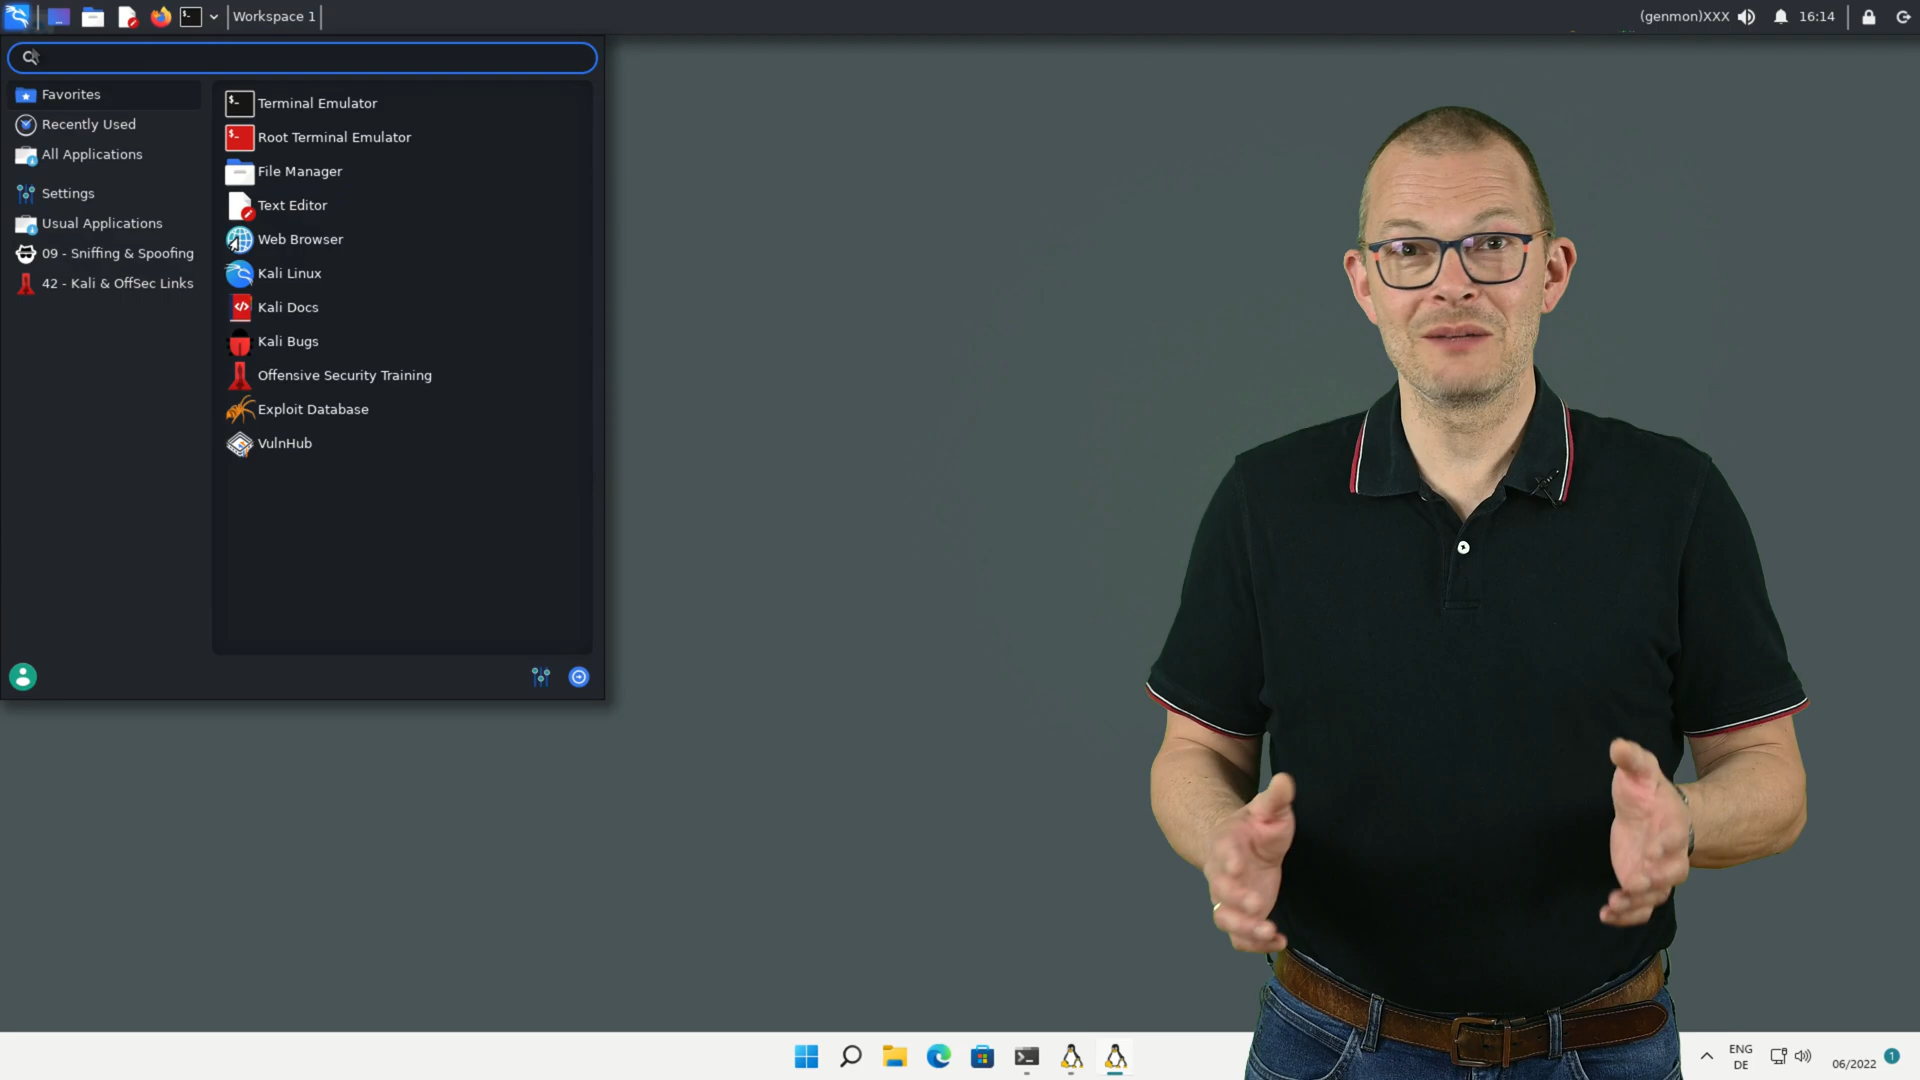 Workspace 1
(genmon)XXX
16:14
Favorites
Recently Used
All Applications
Settings
Usual Applications
09 - Sniffing & Spoofing
42 - Kali & OffSec Links
$_ Terminal Emulator
$_ Root Terminal Emulator
File Manager
Text Editor
Web Browser
Kali Linux
Kali Docs
Kali Bugs
Offensive Security Training
Exploit Database
VulnHub
ENG
DE
06/2022
1